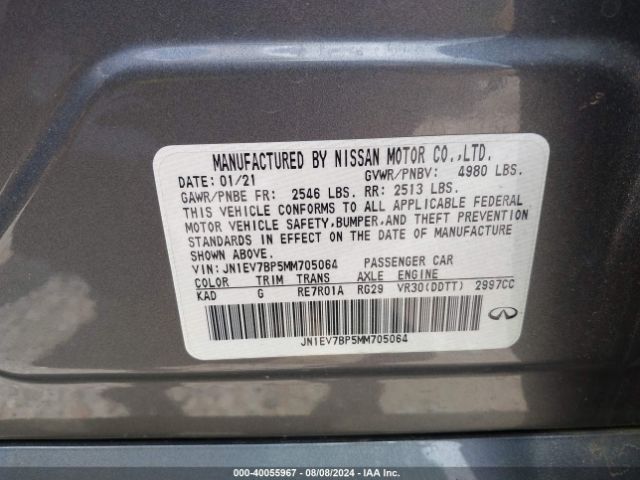 MANUFACTURED BY NISSAN MOTOR CO.,LTD.
DATE: 01/21 GVWR/PNBV: 4980 LBS.
GAWR/PNBE FR: 2546 LBS. RR: 2513 LBS.
THIS VEHICLE CONFORMS TO ALL APPLICABLE FEDERAL
MOTOR VEHICLE SAFETY,BUMPER,AND THEFT PREVENTION
STANDARDS IN EFFECT ON THE DATE OF MANUFACTURE
SHOWN ABOVE.
VIN: JN1EV7BP5MM705064 PASSENGER CAR
COLOR TRIM TRANS AXLE ENGINE
KAD G RE7R01A RG29 VR30(DDTT) 2997CC
JN1EV7BP5MM705064
INFINITI
000-40055967 - 08/08/2024 - IAA Inc.